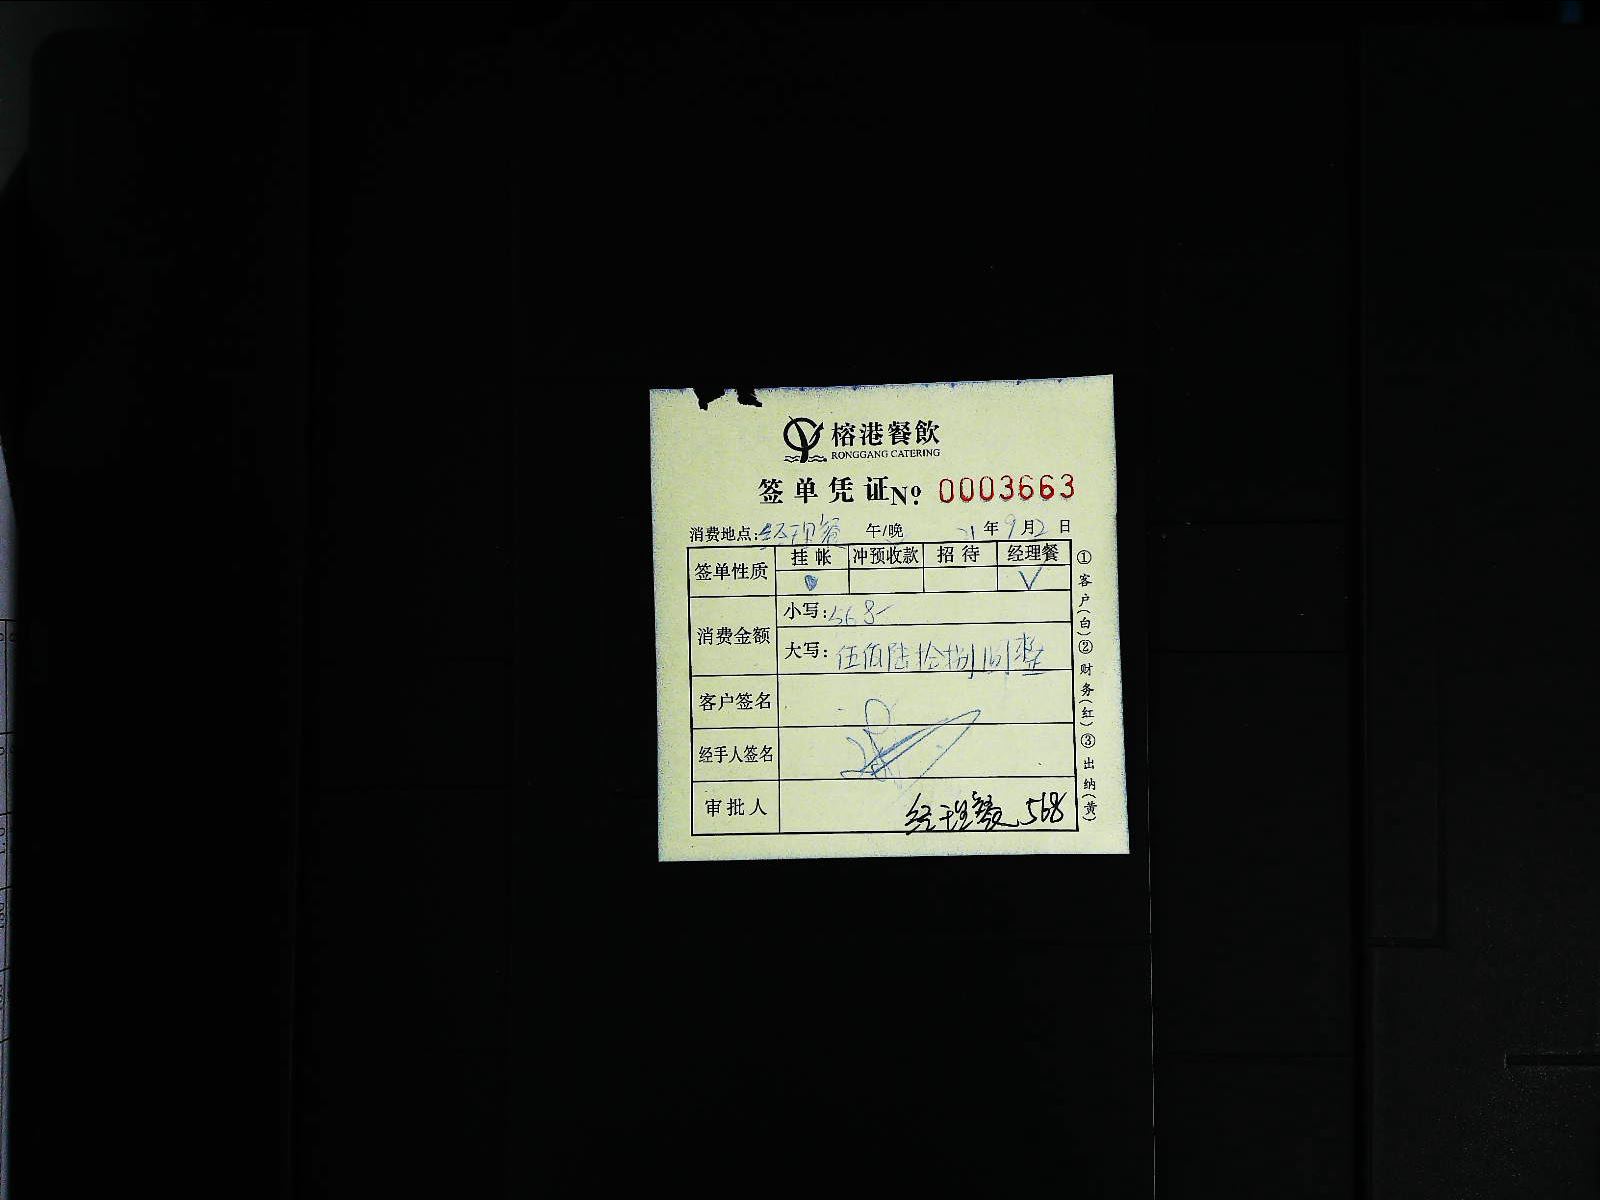 榕港餐飲
RONGGANG CATERING
签单凭证 No. 0003663
消费地点:经理餐 午/晚 21年9月2日
签单性质 挂帐 冲预收款 招待 经理餐
✓
消费金额 小写:568-
大写:伍佰陆拾捌圆整
客户签名
经手人签名
审批人 经理餐 568
①客户(白)②财务(红)③出纳(黄)